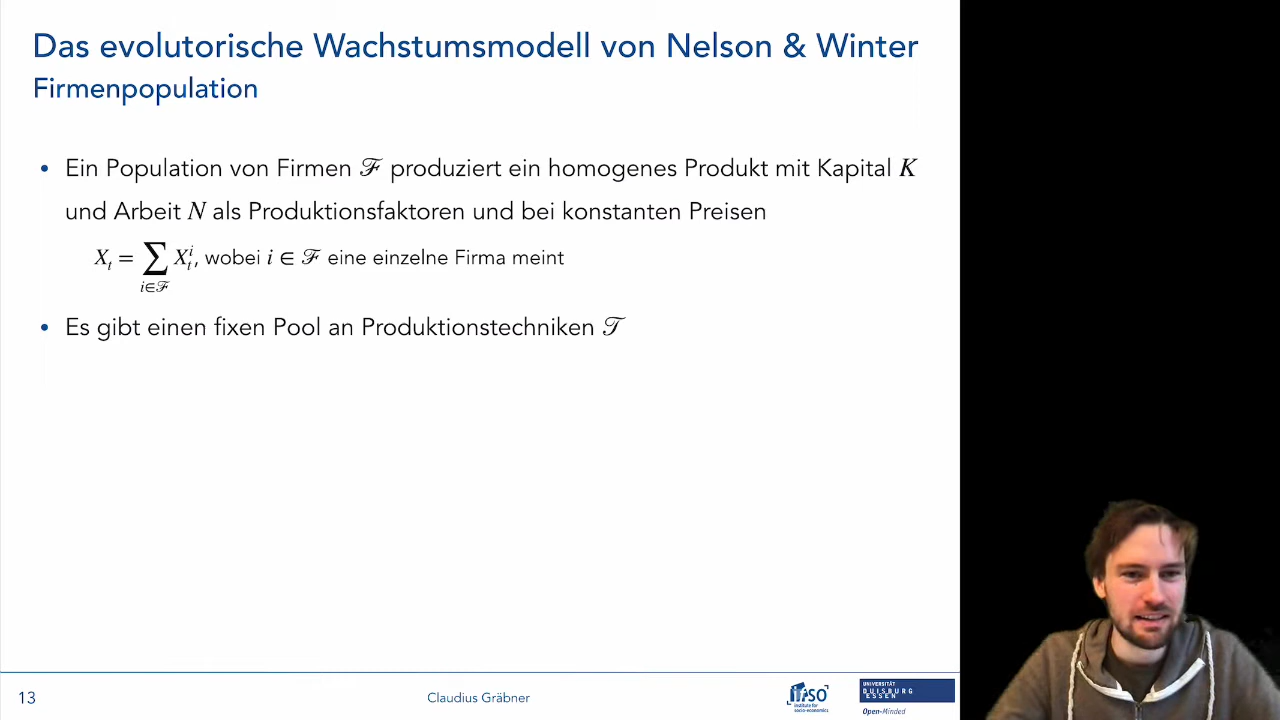 Das evolutorische Wachstumsmodell von Nelson & Winter
Firmenpopulation
• Ein Population von Firmen ℱ produziert ein homogenes Produkt mit Kapital K
und Arbeit N als Produktionsfaktoren und bei konstanten Preisen
X_t = ∑_{i∈ℱ} X_t^i, wobei i ∈ ℱ eine einzelne Firma meint
• Es gibt einen fixen Pool an Produktionstechniken 𝒯
13
Claudius Gräbner
ifso
institute for
socio-economics
UNIVERSITÄT
DUISBURG
ESSEN
Open-Minded